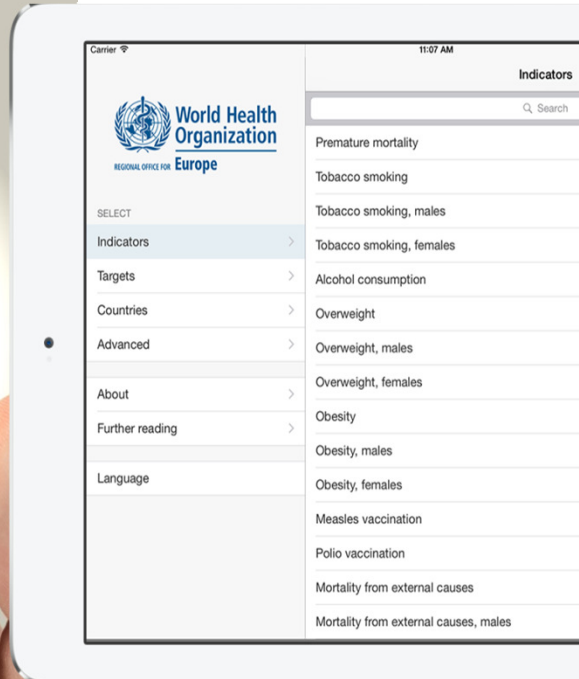 Carrier
11:07 AM
Indicators
Search
World Health
Organization
REGIONAL OFFICE FOR Europe
SELECT
Indicators
Targets
Countries
Advanced
About
Further reading
Language
Premature mortality
Tobacco smoking
Tobacco smoking, males
Tobacco smoking, females
Alcohol consumption
Overweight
Overweight, males
Overweight, females
Obesity
Obesity, males
Obesity, females
Measles vaccination
Polio vaccination
Mortality from external causes
Mortality from external causes, males